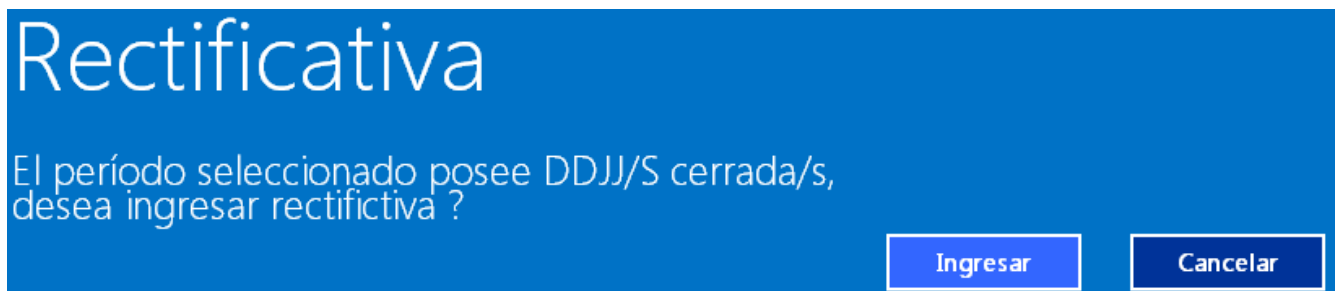 Rectificativa
El período seleccionado posee DDJJ/S cerrada/s,
desea ingresar rectifictiva ?
Ingresar
Cancelar